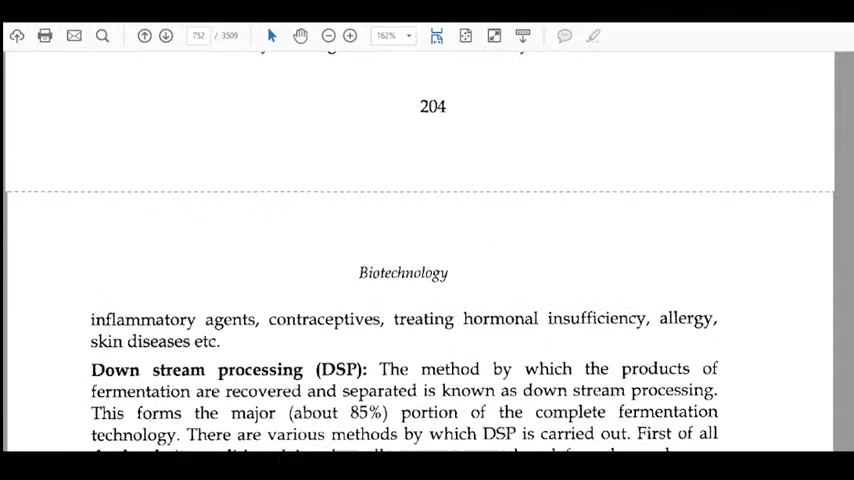 752 / 3509
162%
204
Biotechnology
inflammatory agents, contraceptives, treating hormonal insufficiency, allergy,
skin diseases etc.
Down stream processing (DSP): The method by which the products of
fermentation are recovered and separated is known as down stream processing.
This forms the major (about 85%) portion of the complete fermentation
technology. There are various methods by which DSP is carried out. First of all